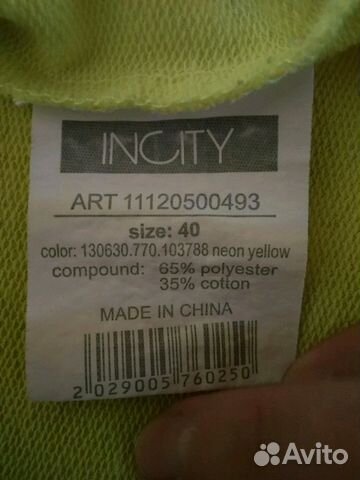 INCITY
ART 11120500493
size: 40
color: 130630.770.103788 neon yellow
compound: 65% polyester
35% cotton
MADE IN CHINA
2 029005 760250
Avito